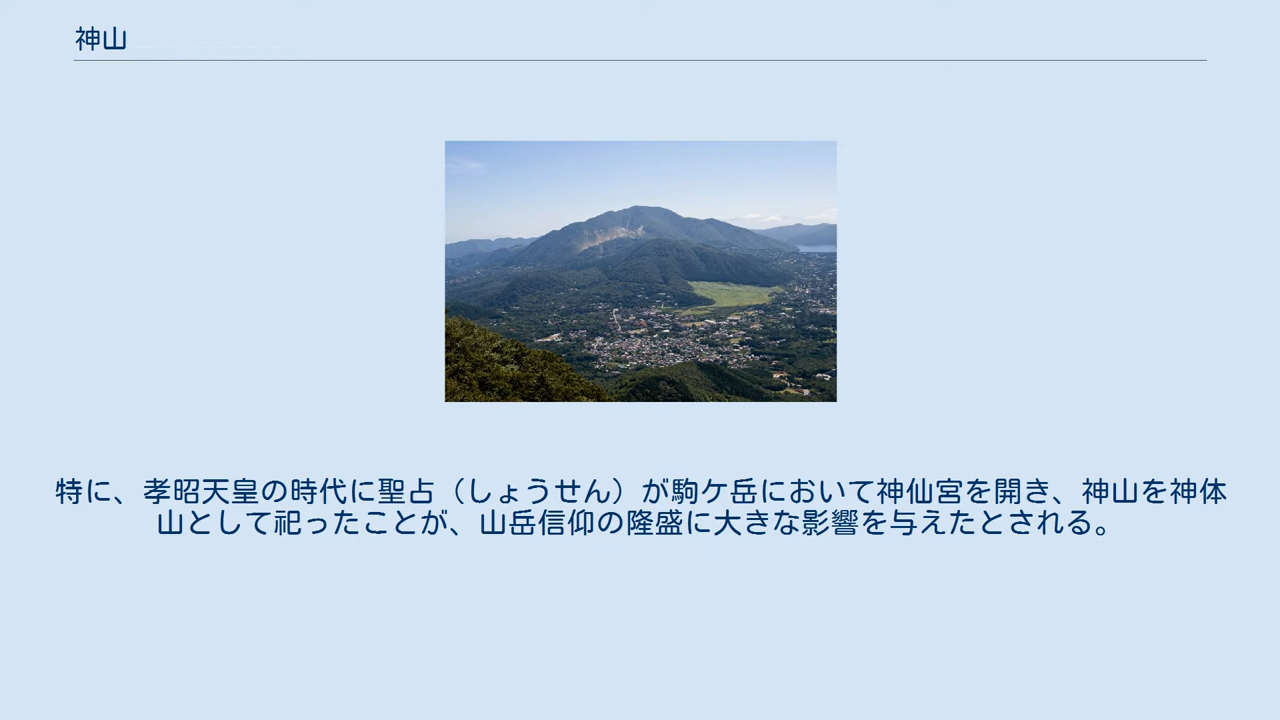 神山
特に、孝昭天皇の時代に聖占（しょうせん）が駒ケ岳において神仙宮を開き、神山を神体
山として祀ったことが、山岳信仰の隆盛に大きな影響を与えたとされる。